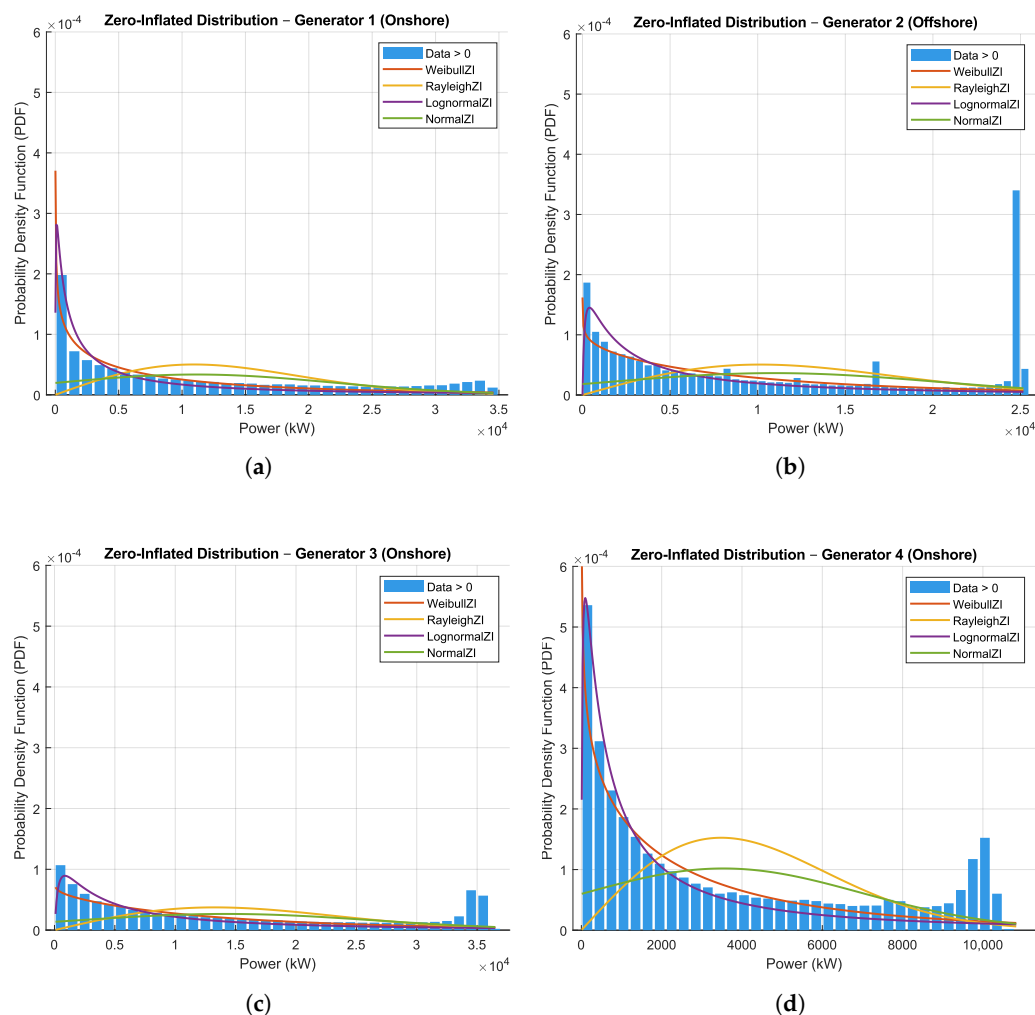 Zero-Inflated Distribution – Generator 1 (Onshore)
×10-4
6
5
4
3
2
1
0
Probability Density Function (PDF)
Data > 0
WeibullZI
RayleighZI
LognormalZI
NormalZI
0 0.5 1 1.5 2 2.5 3 3.5
Power (kW)
×104
(a)
Zero-Inflated Distribution – Generator 2 (Offshore)
×10-4
6
5
4
3
2
1
0
Probability Density Function (PDF)
Data > 0
WeibullZI
RayleighZI
LognormalZI
NormalZI
0 0.5 1 1.5 2 2.5
Power (kW)
×104
(b)
Zero-Inflated Distribution – Generator 3 (Onshore)
×10-4
6
5
4
3
2
1
0
Probability Density Function (PDF)
Data > 0
WeibullZI
RayleighZI
LognormalZI
NormalZI
0 0.5 1 1.5 2 2.5 3 3.5
Power (kW)
×104
(c)
Zero-Inflated Distribution – Generator 4 (Onshore)
×10-4
6
5
4
3
2
1
0
Probability Density Function (PDF)
Data > 0
WeibullZI
RayleighZI
LognormalZI
NormalZI
0 2000 4000 6000 8000 10,000
Power (kW)
(d)